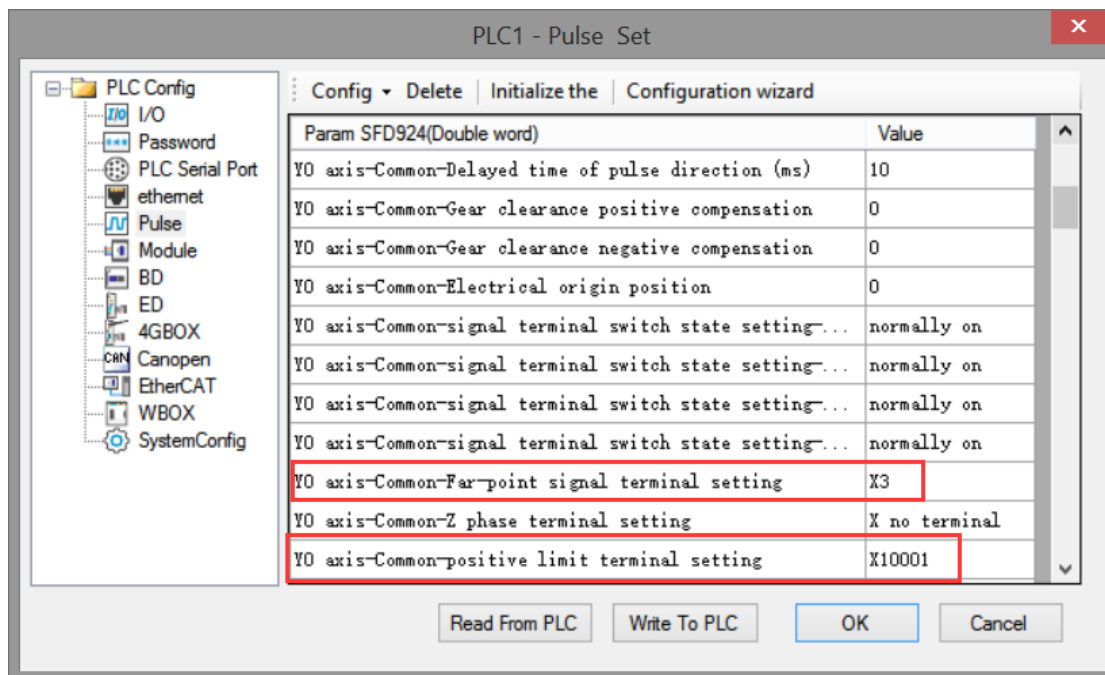 PLC1 - Pulse Set
PLC Config
I/O
Password
PLC Serial Port
ethernet
Pulse
Module
BD
ED
4GBOX
Canopen
EtherCAT
WBOX
SystemConfig
Config Delete Initialize the Configuration wizard
Param SFD924(Double word) Value
Y0 axis-Common-Delayed time of pulse direction (ms) 10
Y0 axis-Common-Gear clearance positive compensation 0
Y0 axis-Common-Gear clearance negative compensation 0
Y0 axis-Common-Electrical origin position 0
Y0 axis-Common-signal terminal switch state setting-... normally on
Y0 axis-Common-signal terminal switch state setting-... normally on
Y0 axis-Common-signal terminal switch state setting-... normally on
Y0 axis-Common-signal terminal switch state setting-... normally on
Y0 axis-Common-Far-point signal terminal setting X3
Y0 axis-Common-Z phase terminal setting X no terminal
Y0 axis-Common-positive limit terminal setting X10001
Read From PLC Write To PLC OK Cancel